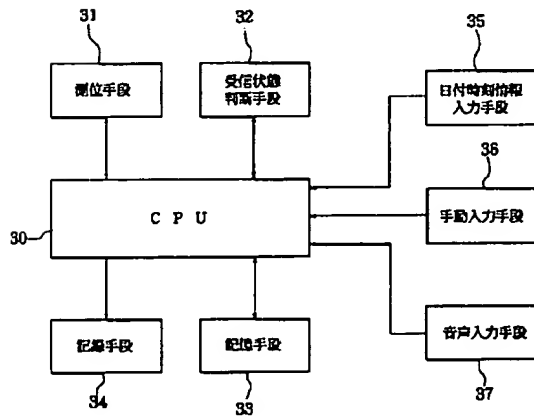 31
32
35
測位手段
受信状態
判断手段
日付時刻情報
入力手段
36
30
CPU
手動入力手段
記録手段
記憶手段
音声入力手段
34
33
37